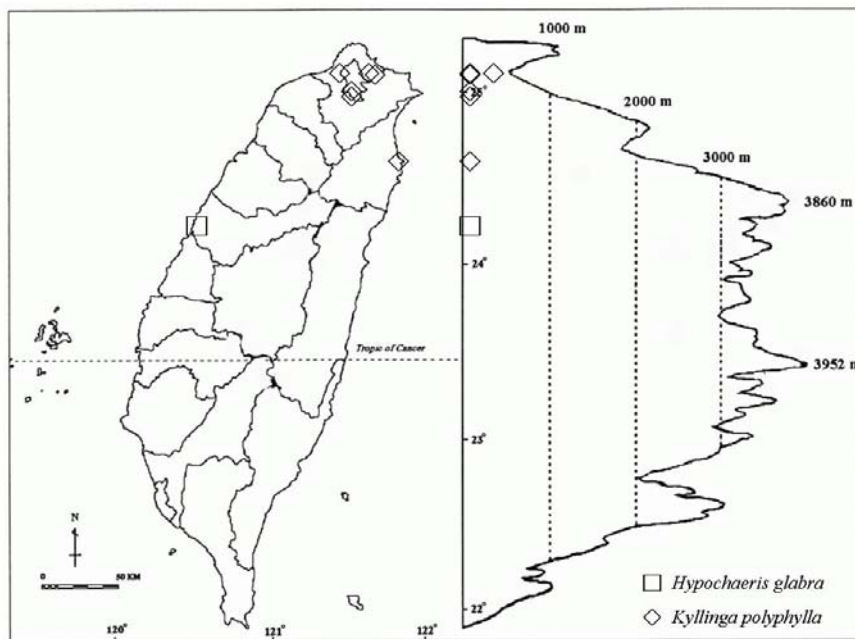 1000 m
25°
2000 m
3000 m
3860 m
24°
Tropic of Cancer
3952 m
23°
N
0 50 KM
Hypochaeris glabra
22°
Kyllinga polyphylla
120° 121° 122°